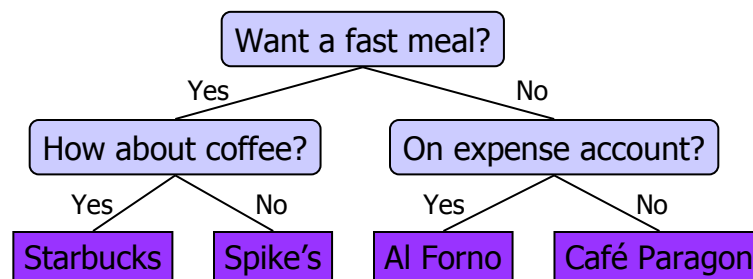 Want a fast meal?
Yes
No
How about coffee?
On expense account?
Yes
No
Yes
No
Starbucks
Spike’s
Al Forno
Café Paragon